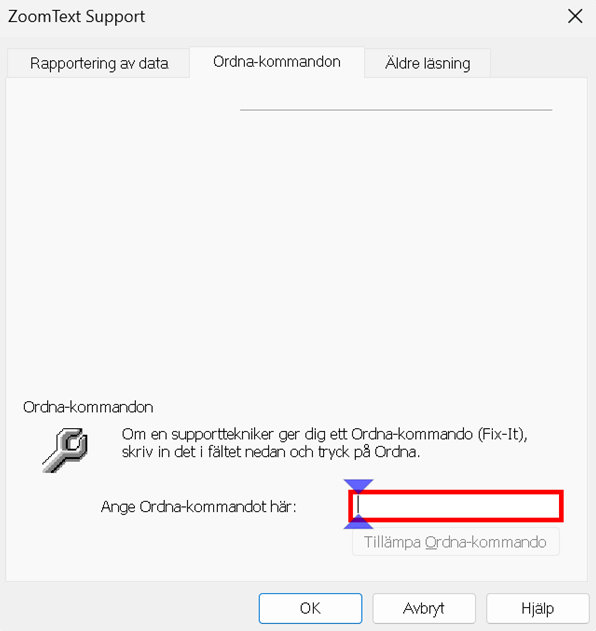 ZoomText Support
Rapportering av data
Ordna-kommandon
Äldre läsning
Ordna-kommandon
Om en supporttekniker ger dig ett Ordna-kommando (Fix-It),
skriv in det i fältet nedan och tryck på Ordna.
Ange Ordna-kommandot här:
Tillämpa Ordna-kommando
OK
Avbryt
Hjälp